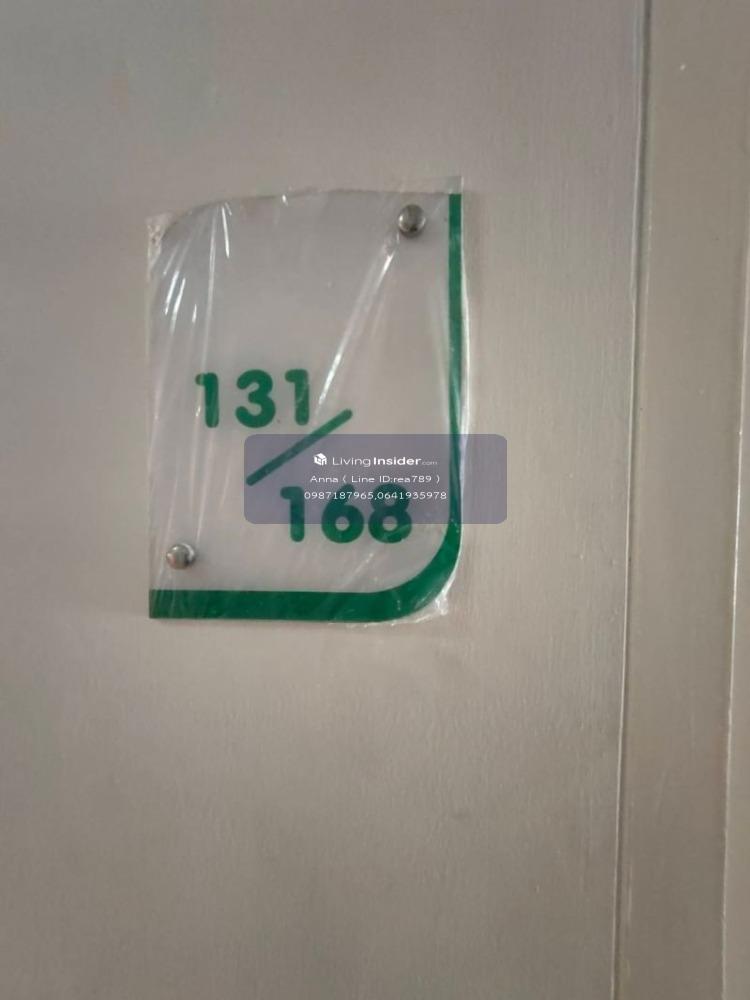 131/
168
LivingInsider.com
Anna ( Line ID:rea789 )
0987187965,0641935978